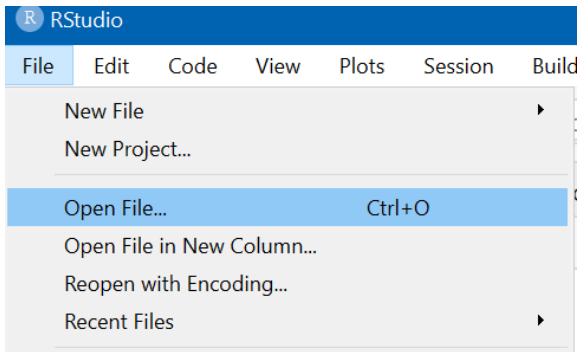 R RStudio
File Edit Code View Plots Session Build
New File
New Project...
Open File... Ctrl+O
Open File in New Column...
Reopen with Encoding...
Recent Files